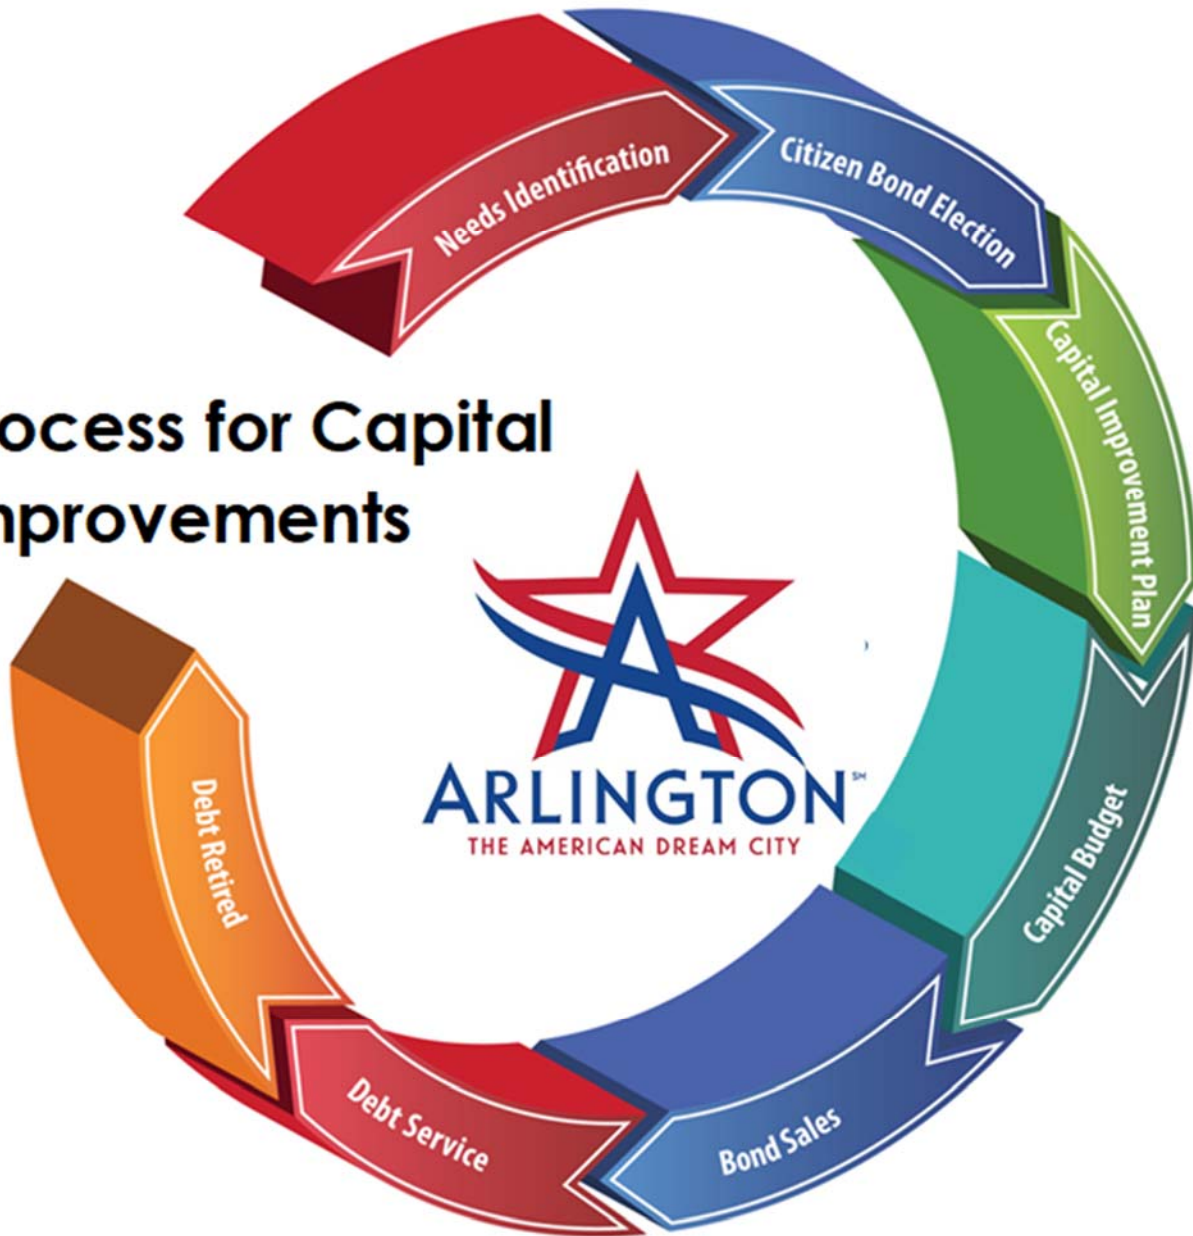 Needs Identification
Citizen Bond Election
Capital Improvement Plan
ocess for Capital
nprovements
ARLINGTON℠
THE AMERICAN DREAM CITY
Capital Budget
Bond Sales
Debt Service
Debt Retired